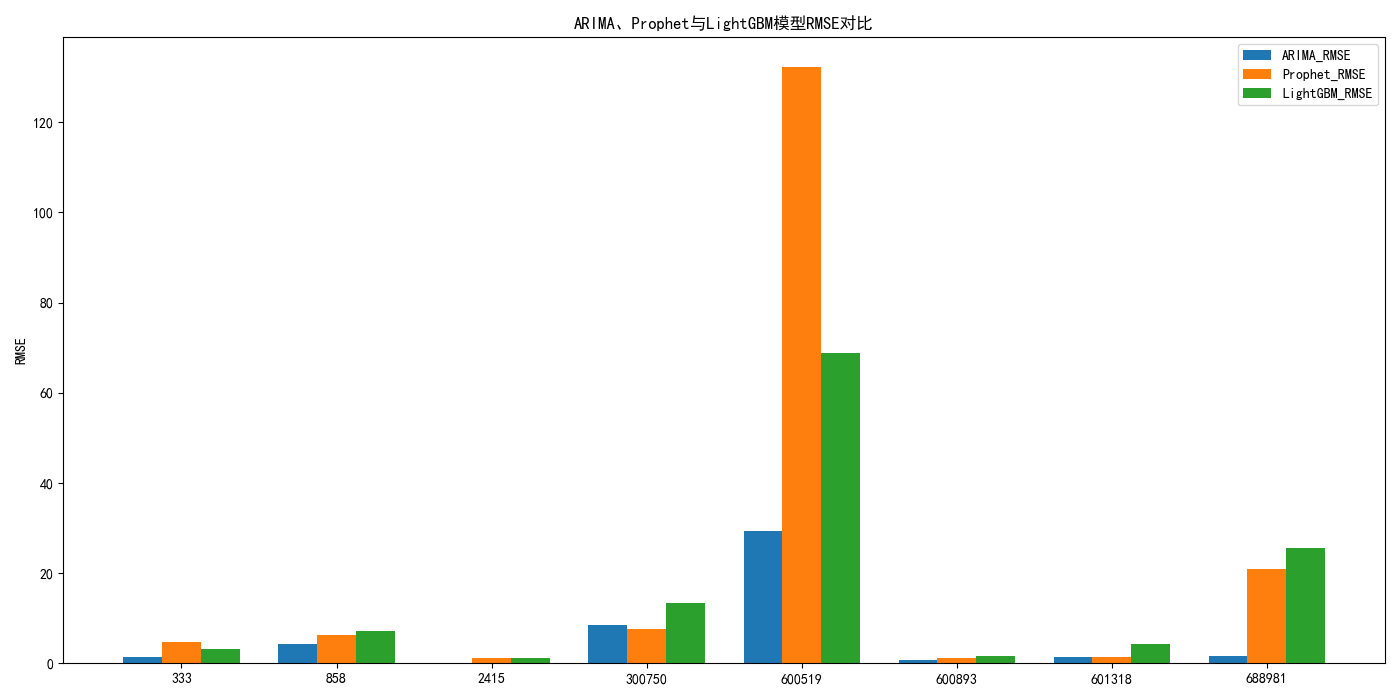 ARIMA、Prophet与LightGBM模型RMSE对比
ARIMA_RMSE
Prophet_RMSE
LightGBM_RMSE
RMSE
120
100
80
60
40
20
0
333 858 2415 300750 600519 600893 601318 688981